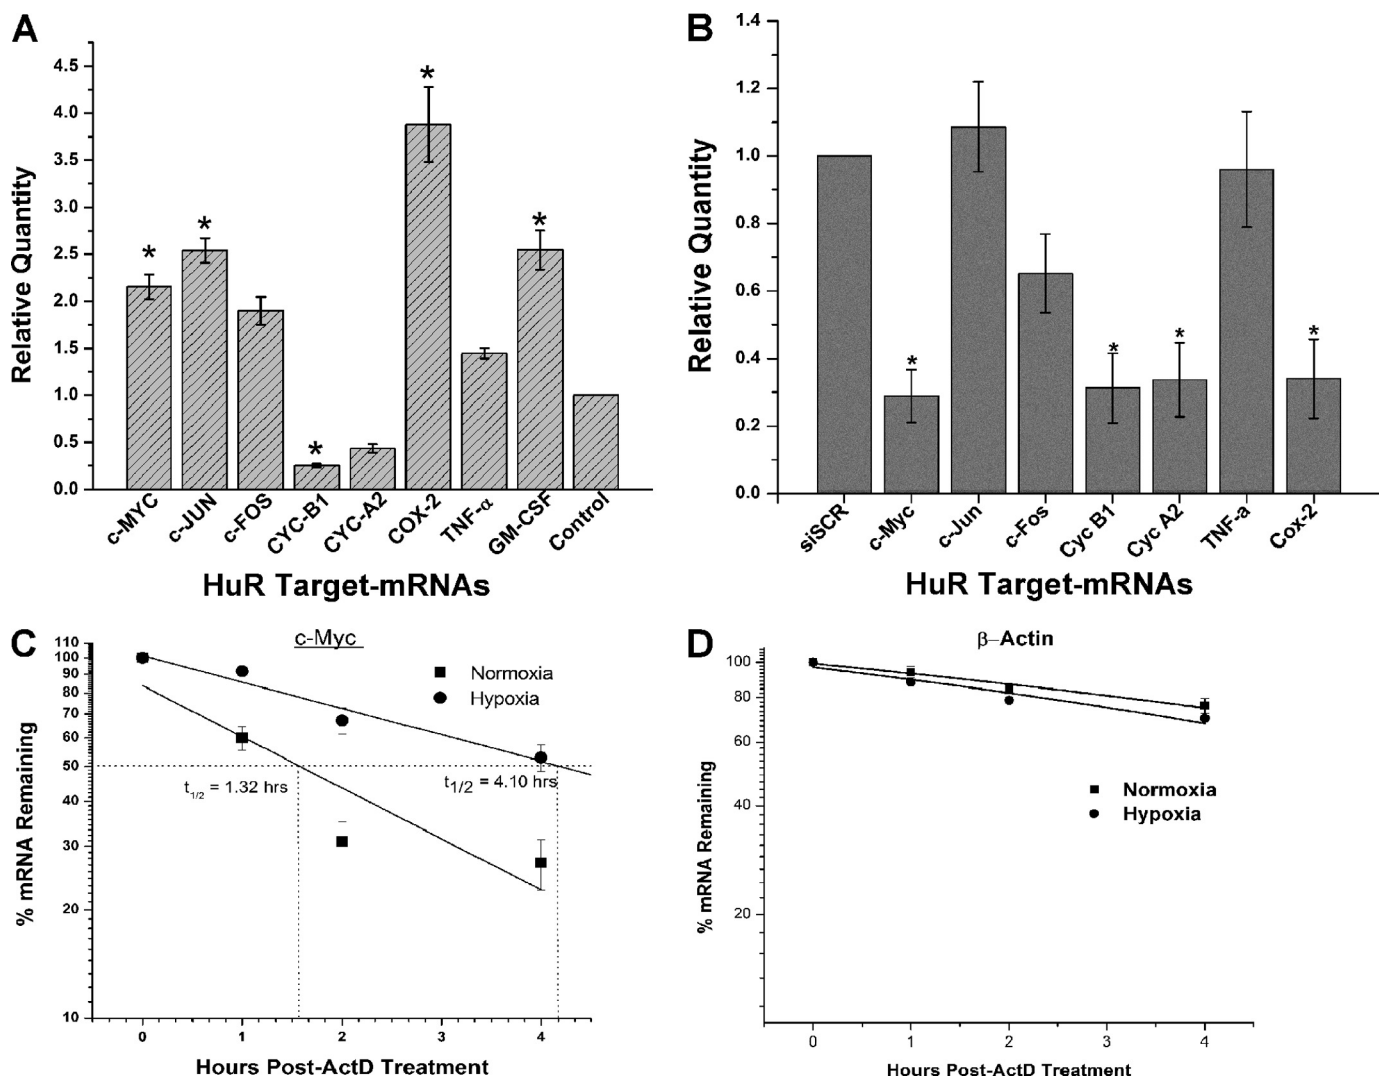 A
Relative Quantity
4.5
4.0
3.5
3.0
2.5
2.0
1.5
1.0
0.5
0.0
* * * * *
c-MYC c-JUN c-FOS CYC-B1 CYC-A2 COX-2 TNF-α GM-CSF Control
HuR Target-mRNAs
B
Relative Quantity
1.4
1.2
1.0
0.8
0.6
0.4
0.2
0.0
* * * *
siSCR c-Myc c-Jun c-Fos Cyc B1 Cyc A2 TNF-a Cox-2
HuR Target-mRNAs
C
c-Myc
% mRNA Remaining
110
100
90
80
70
60
50
40
30
20
10
Normoxia
Hypoxia
t1/2 = 1.32 hrs
t1/2 = 4.10 hrs
0 1 2 3 4
Hours Post-ActD Treatment
D
β–Actin
% mRNA Remaining
100
80
60
40
20
Normoxia
Hypoxia
0 1 2 3 4
Hours Post-ActD Treatment